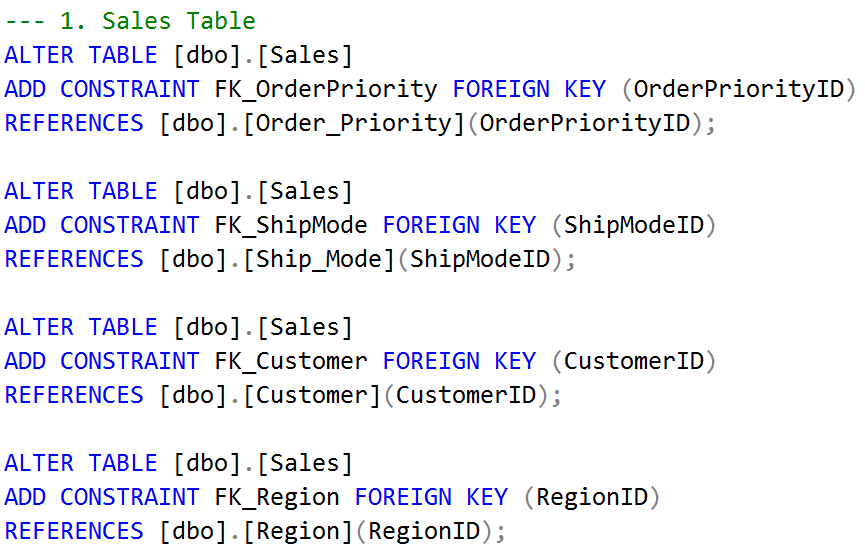 --- 1. Sales Table
ALTER TABLE [dbo].[Sales]
ADD CONSTRAINT FK_OrderPriority FOREIGN KEY (OrderPriorityID)
REFERENCES [dbo].[Order_Priority](OrderPriorityID);
ALTER TABLE [dbo].[Sales]
ADD CONSTRAINT FK_ShipMode FOREIGN KEY (ShipModeID)
REFERENCES [dbo].[Ship_Mode](ShipModeID);
ALTER TABLE [dbo].[Sales]
ADD CONSTRAINT FK_Customer FOREIGN KEY (CustomerID)
REFERENCES [dbo].[Customer](CustomerID);
ALTER TABLE [dbo].[Sales]
ADD CONSTRAINT FK_Region FOREIGN KEY (RegionID)
REFERENCES [dbo].[Region](RegionID);